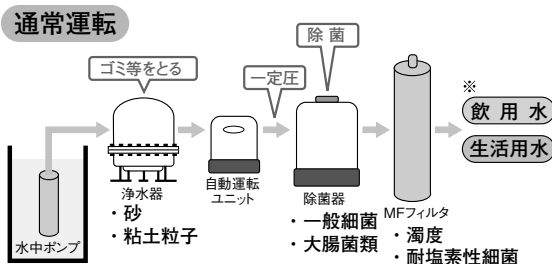 通常運転
ゴミ等をとる
一定圧
除菌
※
飲用水
生活用水
水中ポンプ
浄水器
・砂
・粘土粒子
自動運転
ユニット
除菌器
・一般細菌
・大腸菌類
MFフィルタ
・濁度
・耐塩素性細菌